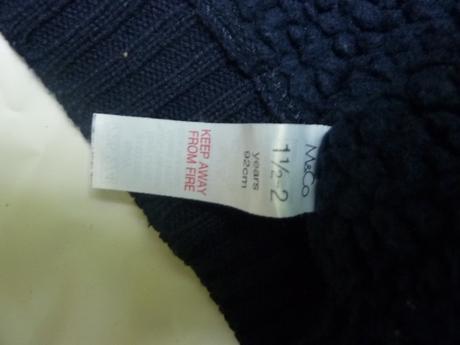 M&Co
1½-2
years
92cm
KEEP AWAY
FROM FIRE